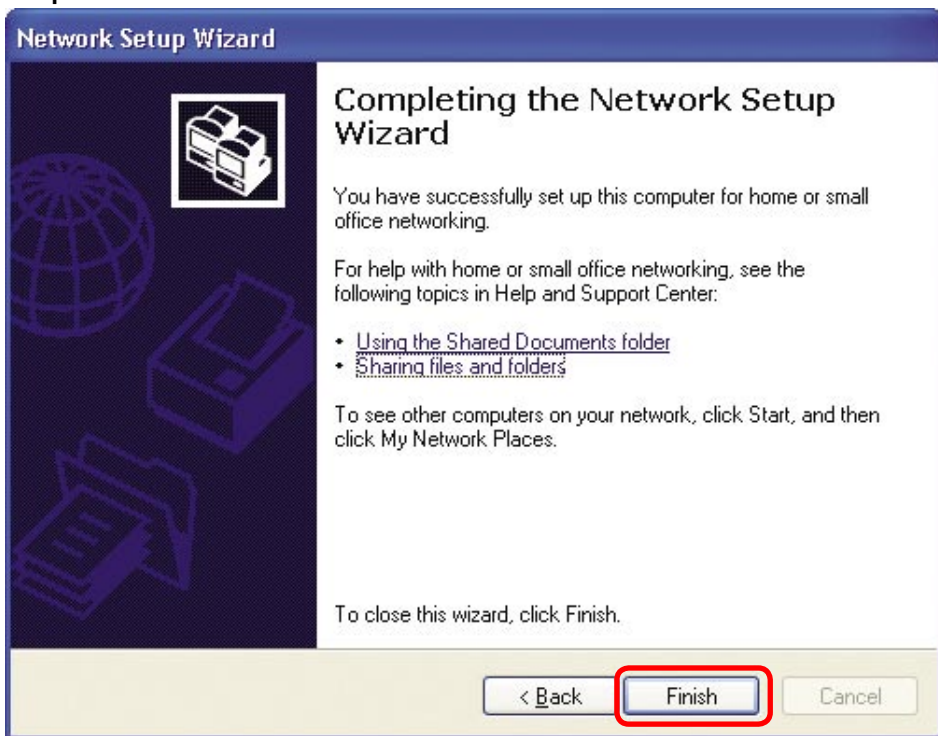 Network Setup Wizard
Completing the Network Setup
Wizard
You have successfully set up this computer for home or small
office networking.
For help with home or small office networking, see the
following topics in Help and Support Center:
• Using the Shared Documents folder
• Sharing files and folders
To see other computers on your network, click Start, and then
click My Network Places.
To close this wizard, click Finish.
< Back Finish Cancel